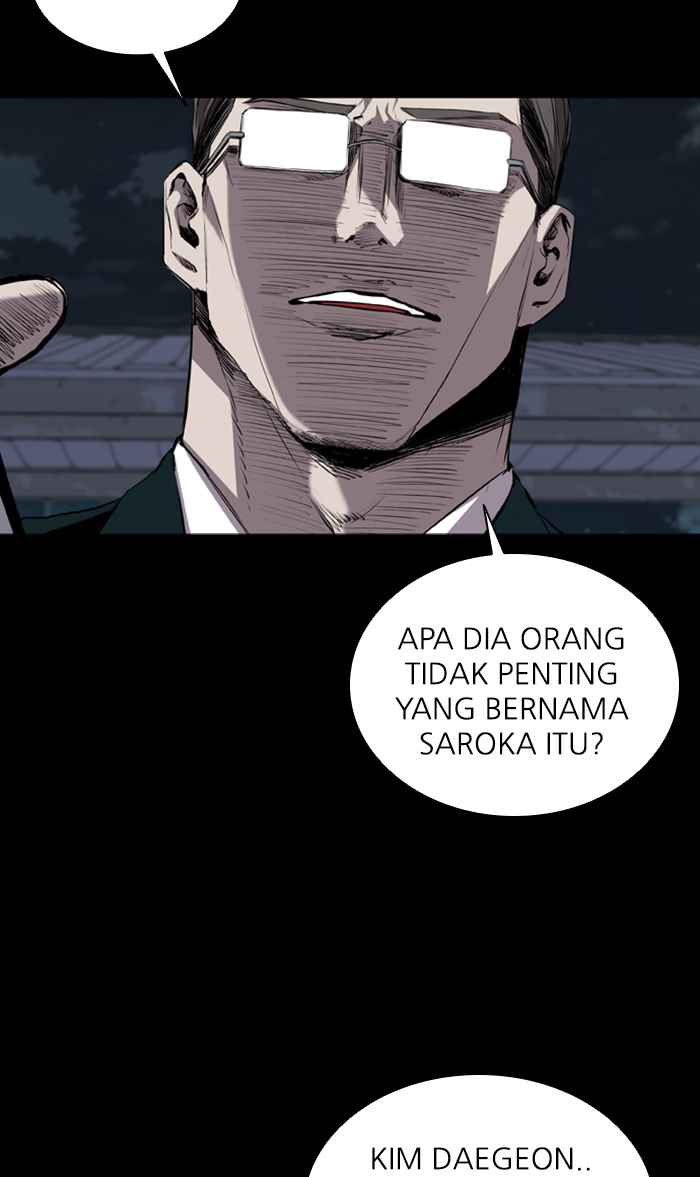 APA DIA ORANG
TIDAK PENTING
YANG BERNAMA
SAROKA ITU?
KIM DAEGEON..